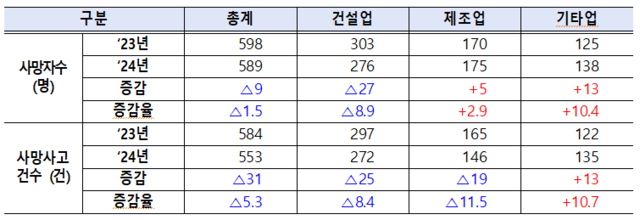 구분 총계 건설업 제조업 기타업
사망자수 (명) '23년 598 303 170 125
'24년 589 276 175 138
증감 △9 △27 +5 +13
증감율 △1.5 △8.9 +2.9 +10.4
사망사고 건수 (건) '23년 584 297 165 122
'24년 553 272 146 135
증감 △31 △25 △19 +13
증감율 △5.3 △8.4 △11.5 +10.7